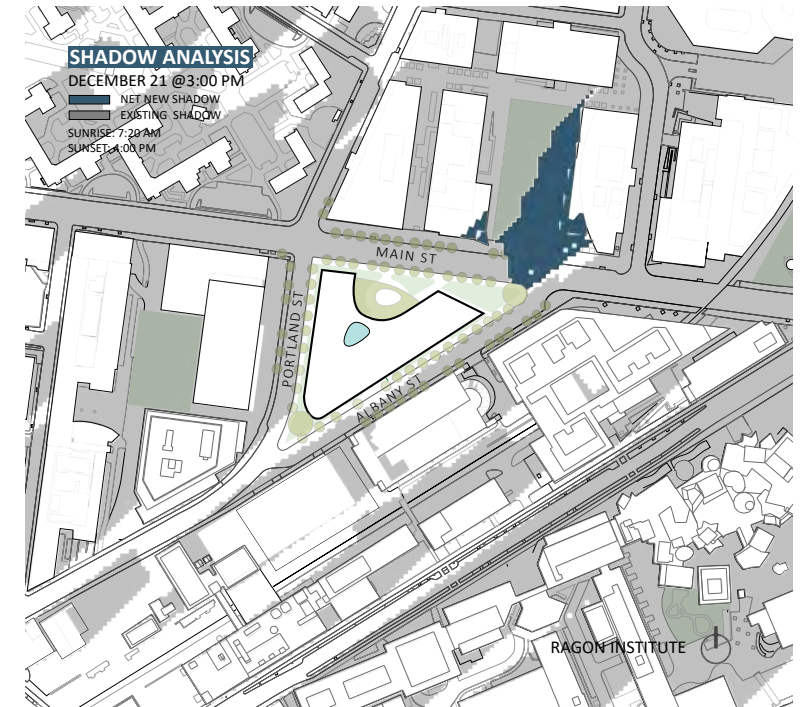 SHADOW ANALYSIS
DECEMBER 21 @3:00 PM
NET NEW SHADOW
EXISTING SHADOW
SUNRISE: 7:20 AM
SUNSET: 4:00 PM
MAIN ST
PORTLAND ST
ALBANY ST
RAGON INSTITUTE